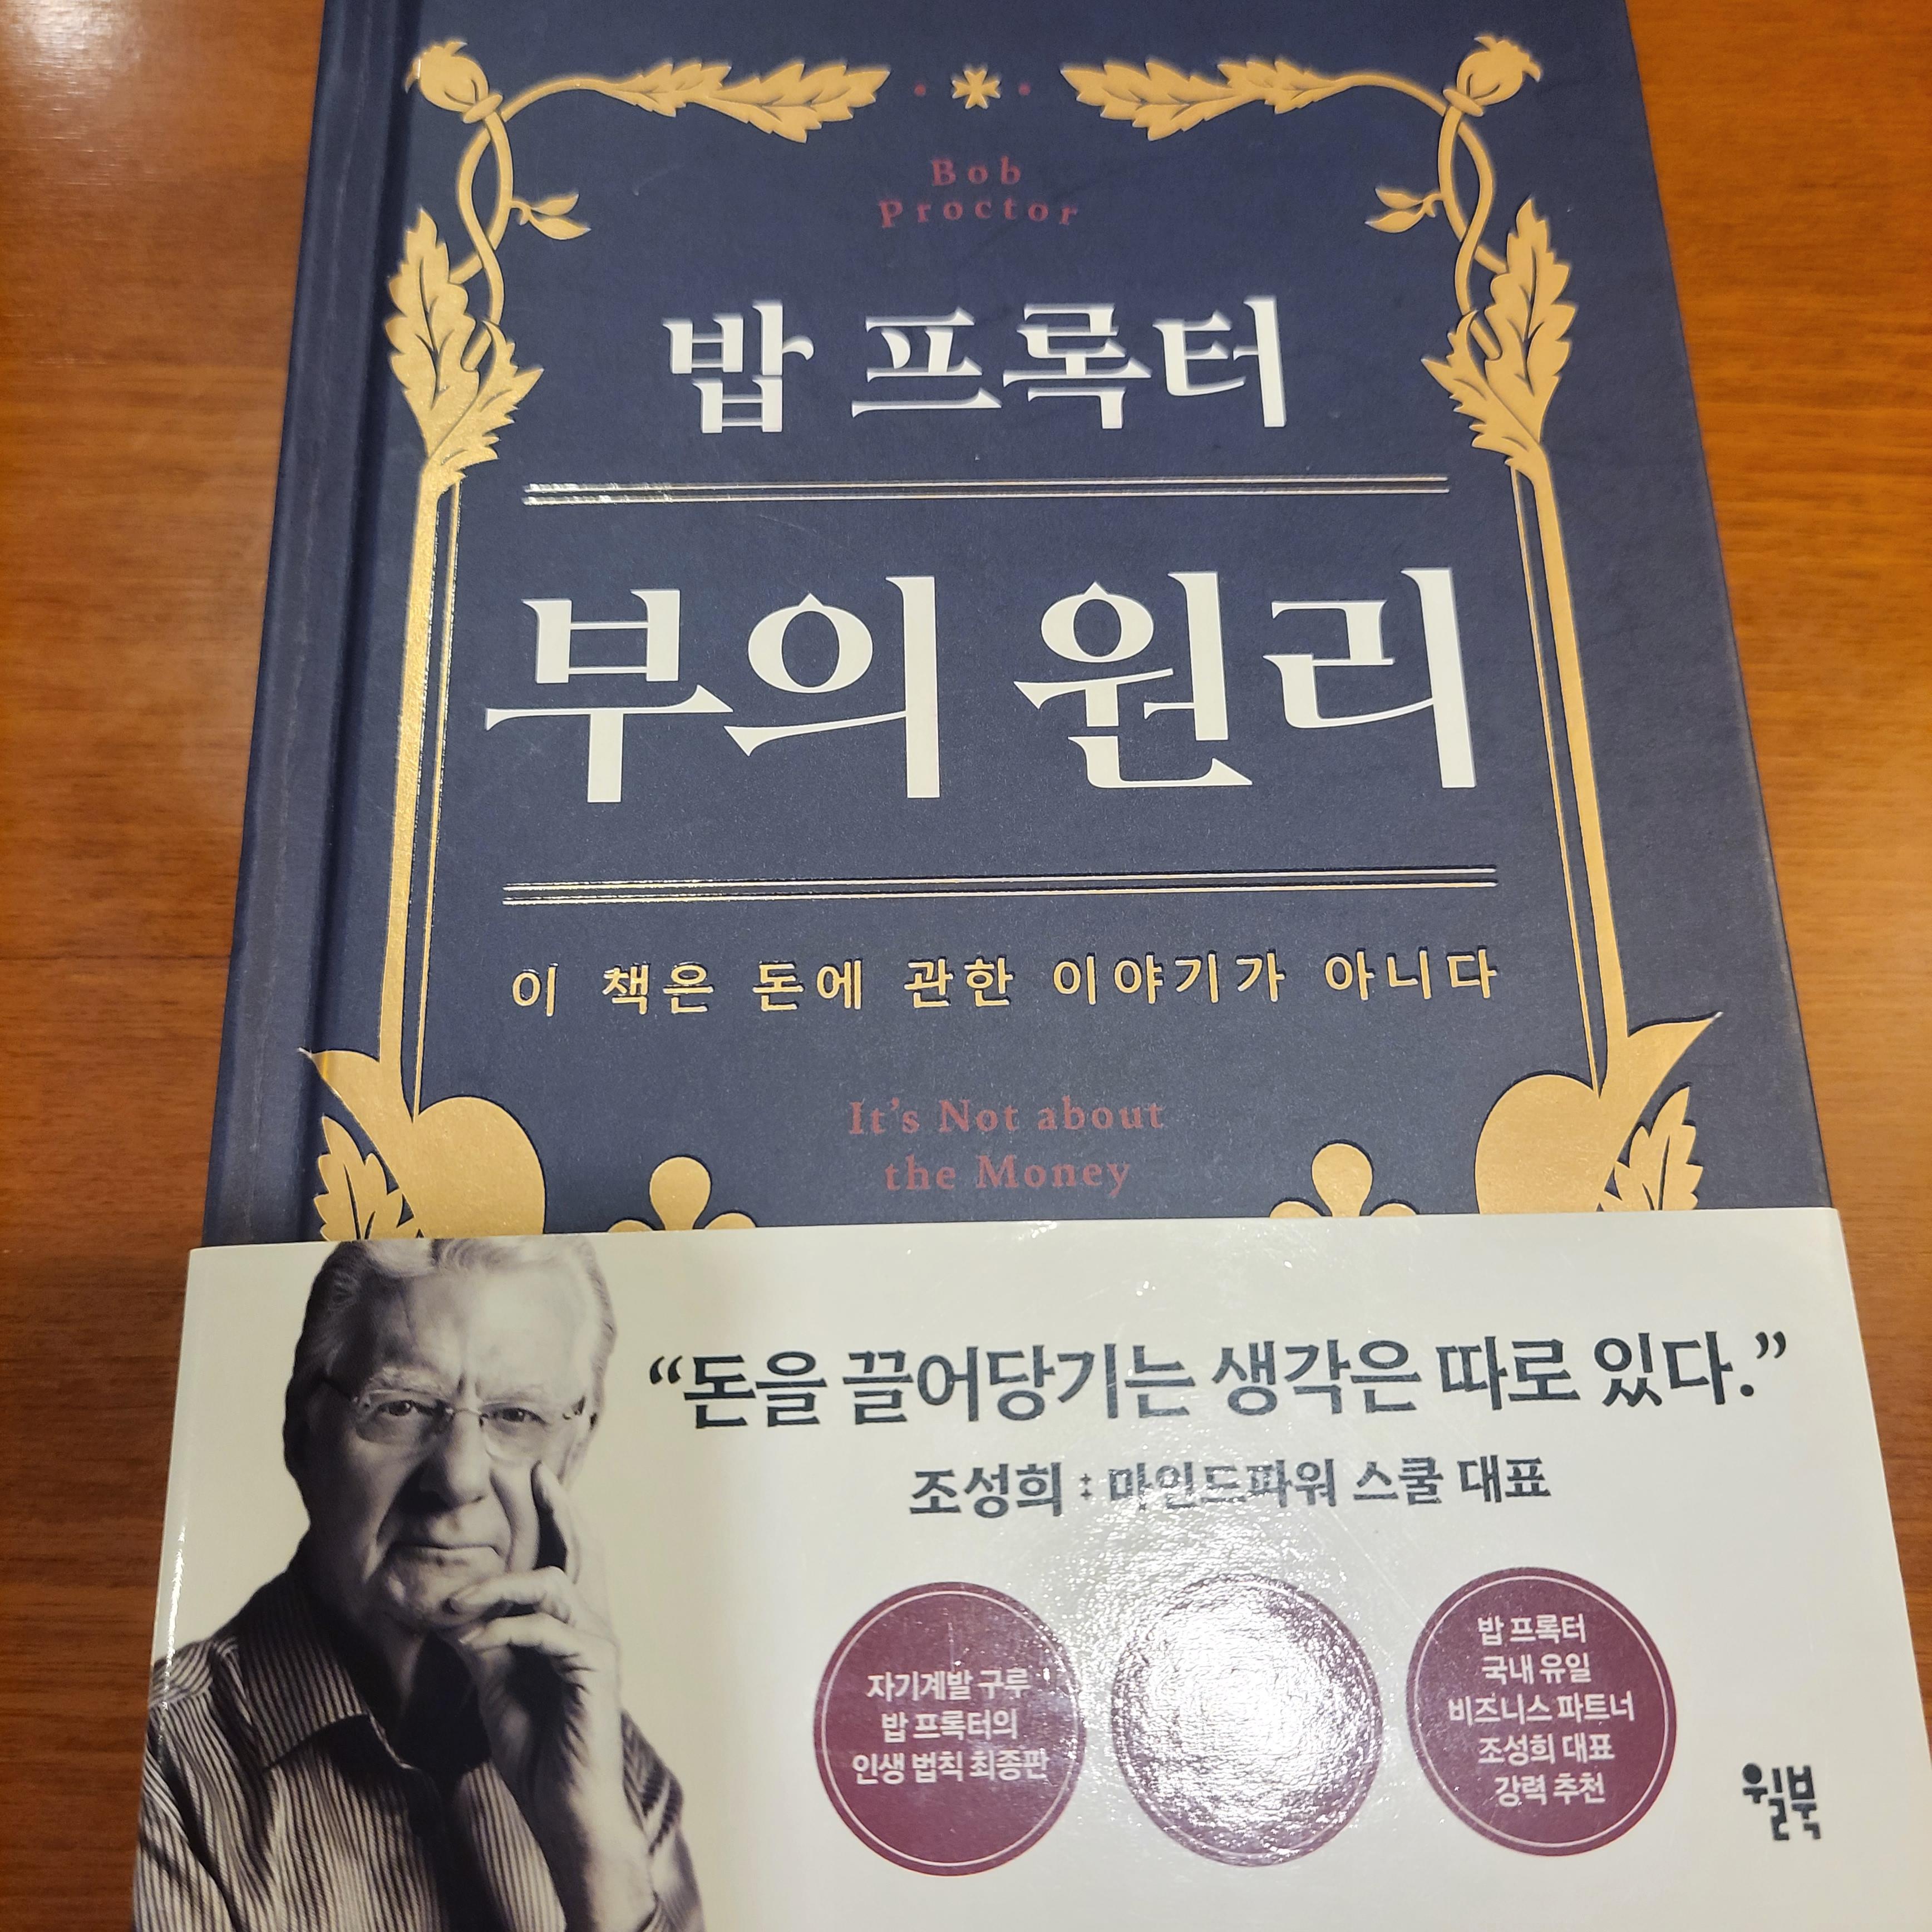 Bob
Proctor
밥 프록터
부의 원리
이 책은 돈에 관한 이야기가 아니다
It's Not about
the Money
“돈을 끌어당기는 생각은 따로 있다.”
조성희 : 마인드파워 스쿨 대표
자기계발 구루
밥 프록터의
인생 법칙 최종판
밥 프록터
국내 유일
비즈니스 파트너
조성희 대표
강력 추천
윌북